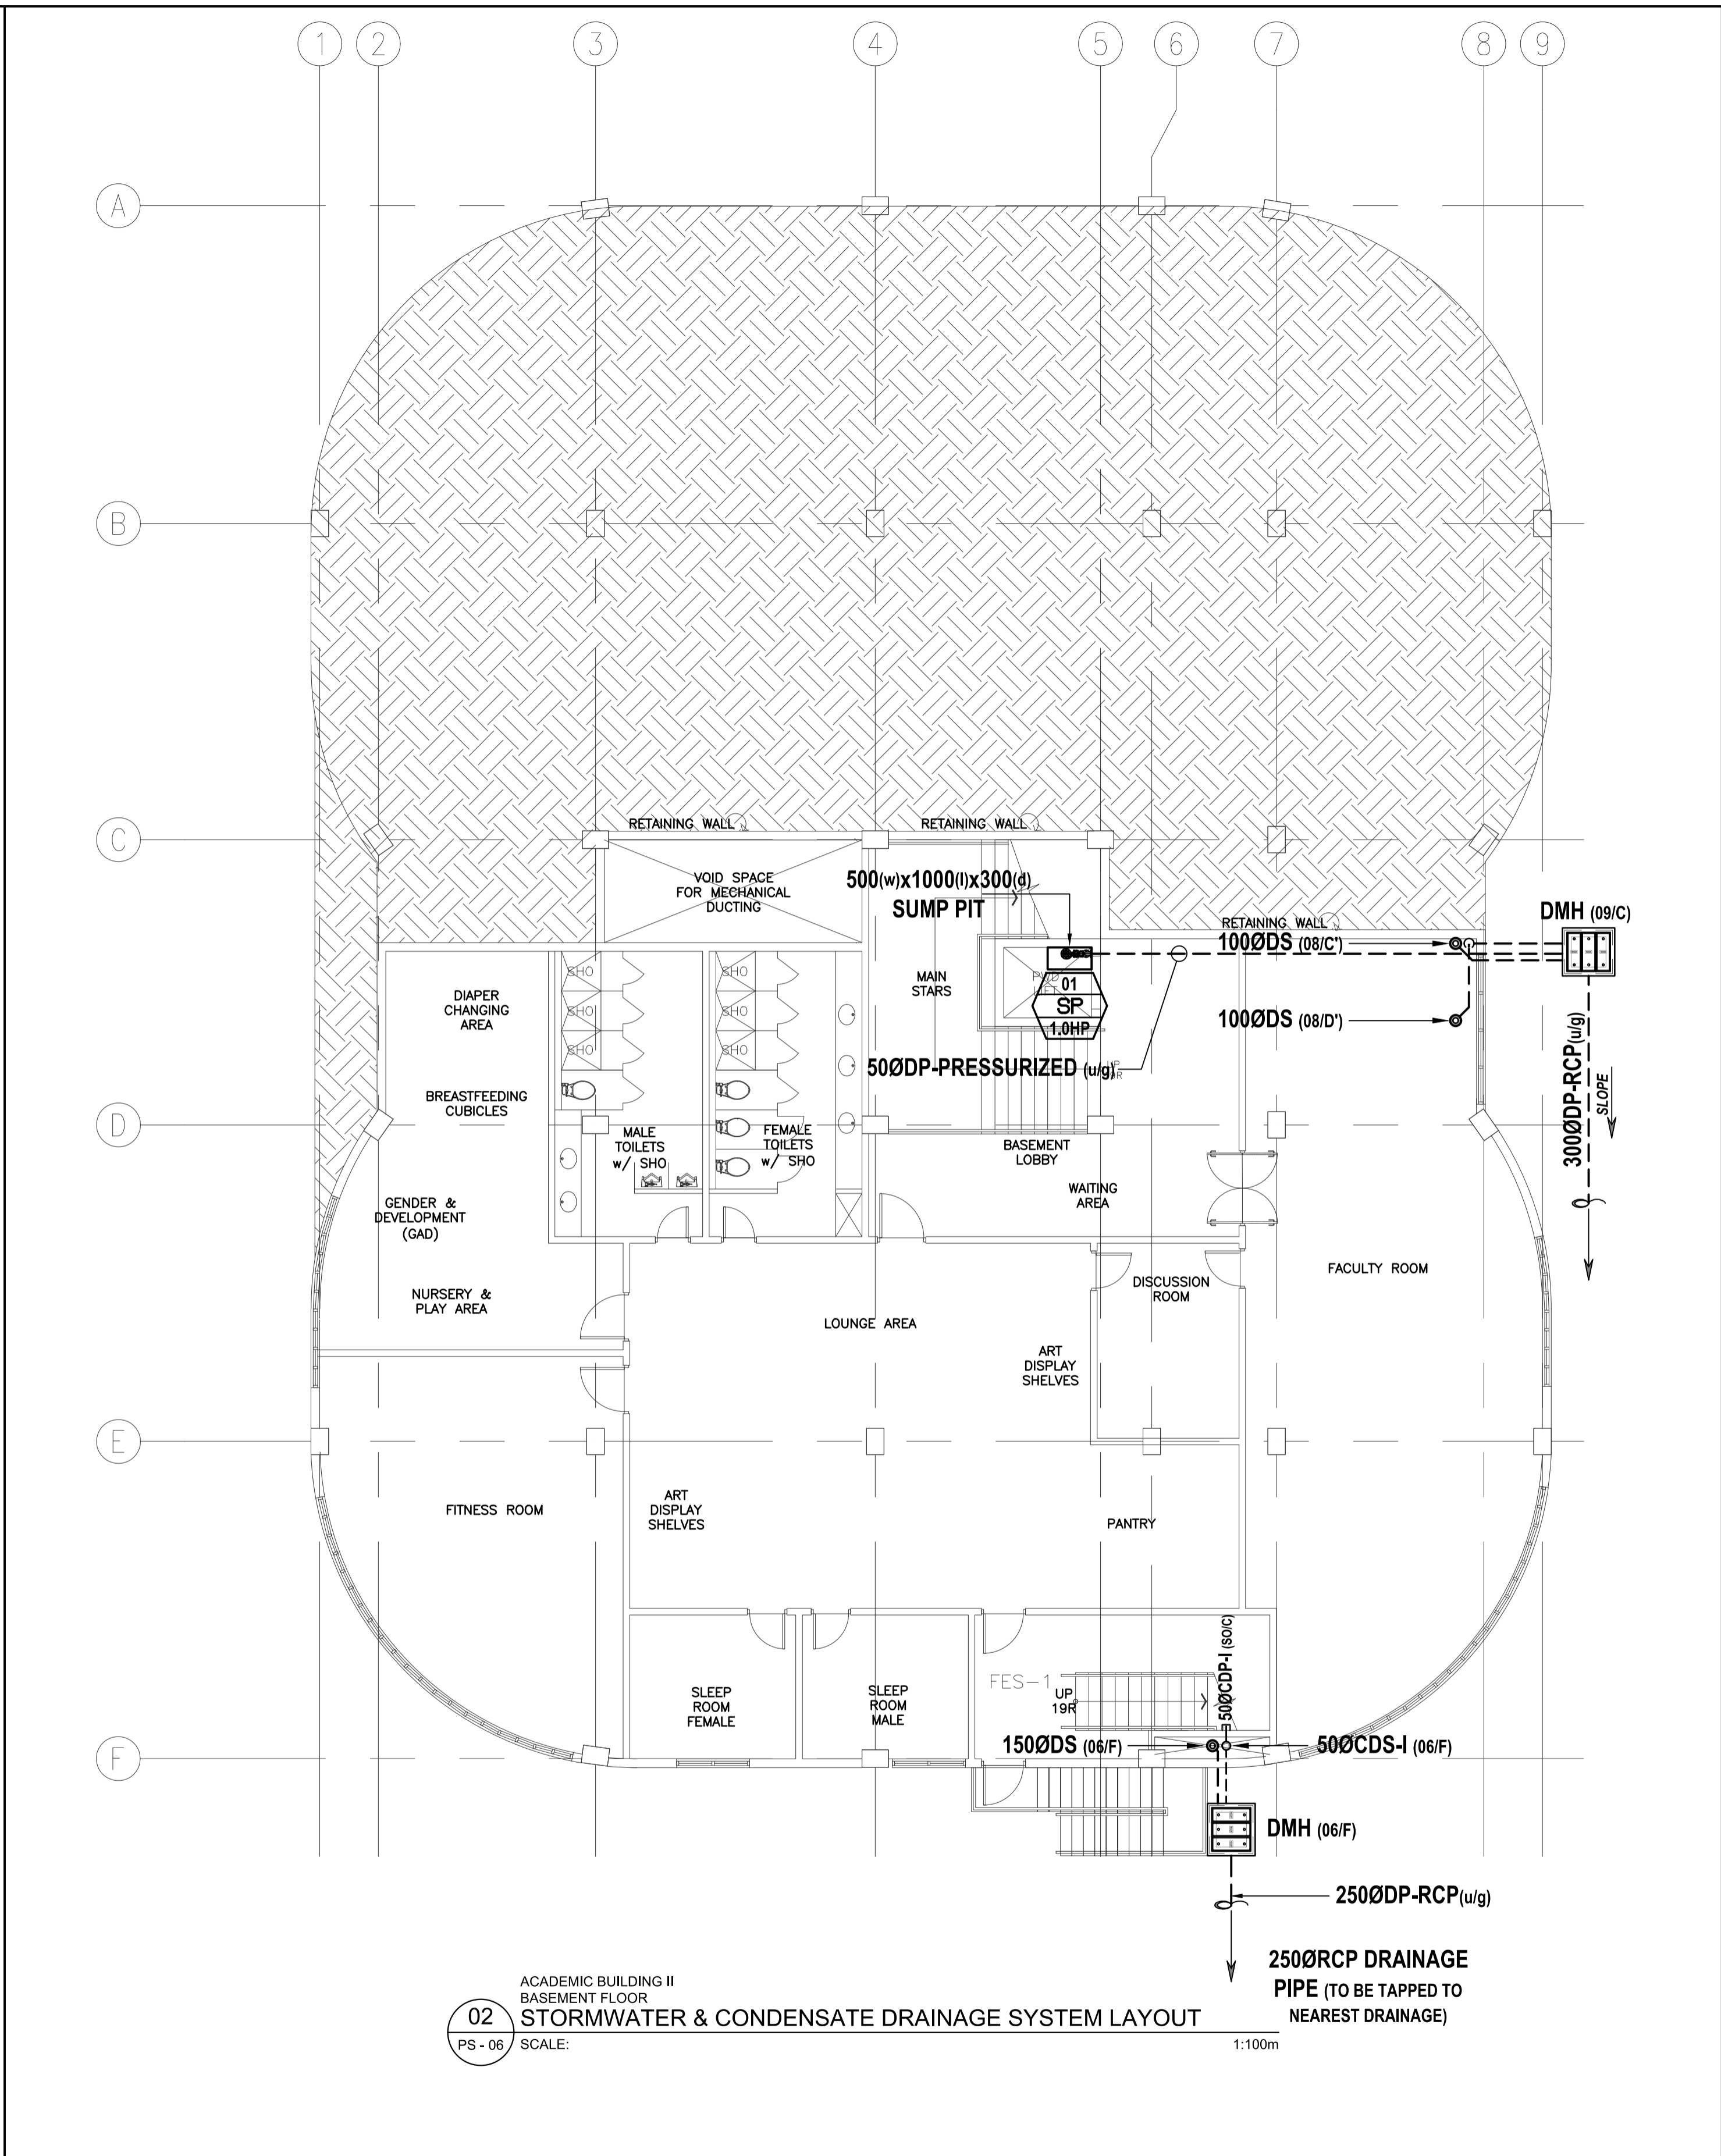 1
2
3
4
5
6
7
8
9
A
B
C
D
E
F
RETAINING WALL
RETAINING WALL
VOID SPACE
FOR MECHANICAL
DUCTING
500(w)x1000(l)x300(d)
SUMP PIT
RETAINING WALL
DMH (09/C)
100ØDS (08/C')
100ØDS (08/D')
MAIN
STARS
01
SP
1.0HP
50ØDP-PRESSURIZED (u/g)
300ØDP-RCP(u/g)
SLOPE
SHO
SHO
SHO
SHO
SHO
SHO
DIAPER
CHANGING
AREA
BREASTFEEDING
CUBICLES
MALE
TOILETS
w/ SHO
FEMALE
TOILETS
w/ SHO
BASEMENT
LOBBY
WAITING
AREA
GENDER &
DEVELOPMENT
(GAD)
NURSERY &
PLAY AREA
LOUNGE AREA
DISCUSSION
ROOM
FACULTY ROOM
ART
DISPLAY
SHELVES
FITNESS ROOM
ART
DISPLAY
SHELVES
PANTRY
SLEEP
ROOM
FEMALE
SLEEP
ROOM
MALE
FES-1
UP
19R
50ØCDP-I (SO/C)
150ØDS (06/F)
50ØCDS-I (06/F)
DMH (06/F)
250ØDP-RCP(u/g)
250ØRCP DRAINAGE
PIPE (TO BE TAPPED TO
NEAREST DRAINAGE)
ACADEMIC BUILDING II
BASEMENT FLOOR
02 STORMWATER & CONDENSATE DRAINAGE SYSTEM LAYOUT
PS - 06 SCALE: 1:100m